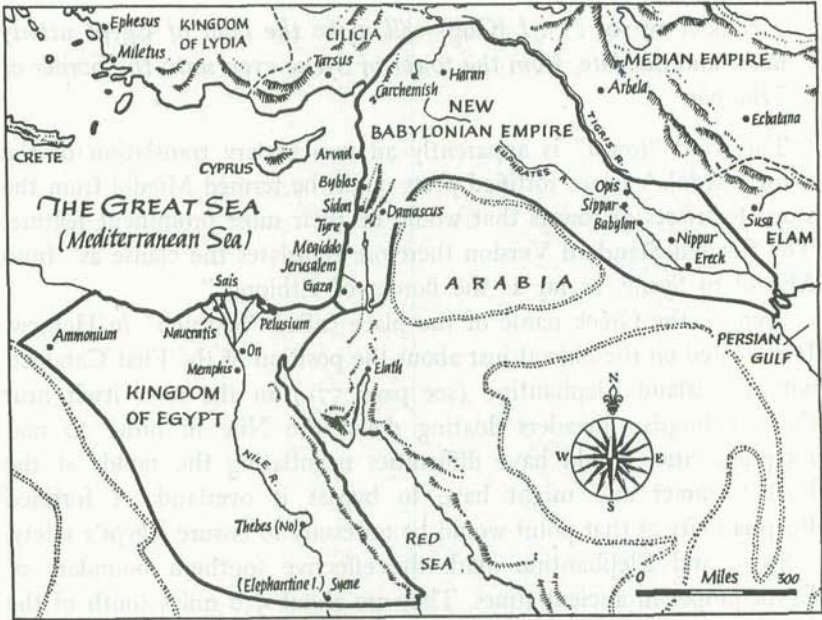 Ephesus
Miletus
KINGDOM
OF LYDIA
CILICIA
Tarsus
Haran
Carchemish
MEDIAN EMPIRE
Arbela
Ecbatana
NEW
BABYLONIAN EMPIRE
TIGRIS R.
EUPHRATES R.
CRETE
CYPRUS
Arvad
Byblos
Sidon
Tyre
Damascus
Megiddo
Jerusalem
Gaza
THE GREAT SEA
(Mediterranean Sea)
Opis
Sippar
Babylon
Nippur
Ereck
Susa
ELAM
ARABIA
PERSIAN
GULF
Sais
Naucratis
Pelusium
Ammonium
On
Memphis
Elath
KINGDOM
OF EGYPT
NILE R.
Thebes (No)
RED
SEA
(Elephantine I.) Syene
N
W
E
S
0 Miles 300